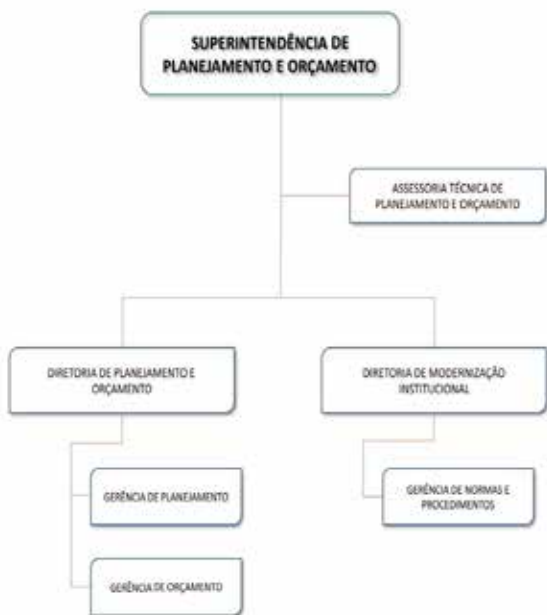 SUPERINTENDÊNCIA DE
PLANEJAMENTO E ORÇAMENTO
ASSESSORIA TÉCNICA DE
PLANEJAMENTO E ORÇAMENTO
DIRETORIA DE PLANEJAMENTO E
ORÇAMENTO
DIRETORIA DE MODERNIZAÇÃO
INSTITUCIONAL
GERÊNCIA DE PLANEJAMENTO
GERÊNCIA DE NORMAS E
PROCEDIMENTOS
GERÊNCIA DE ORÇAMENTO